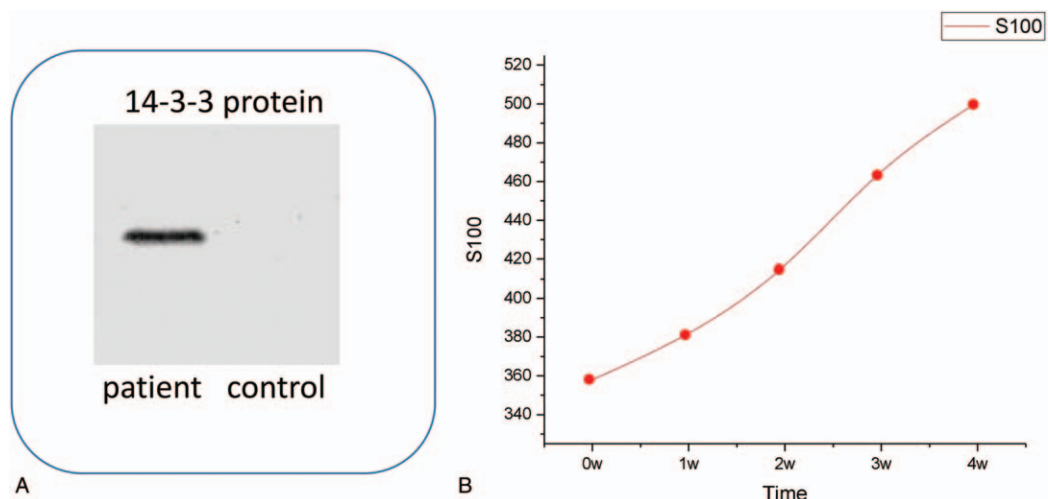 14-3-3 protein
patient control
A
S100
520
500
480
460
440
420
400
380
360
340
S100
0w 1w 2w 3w 4w
Time
B